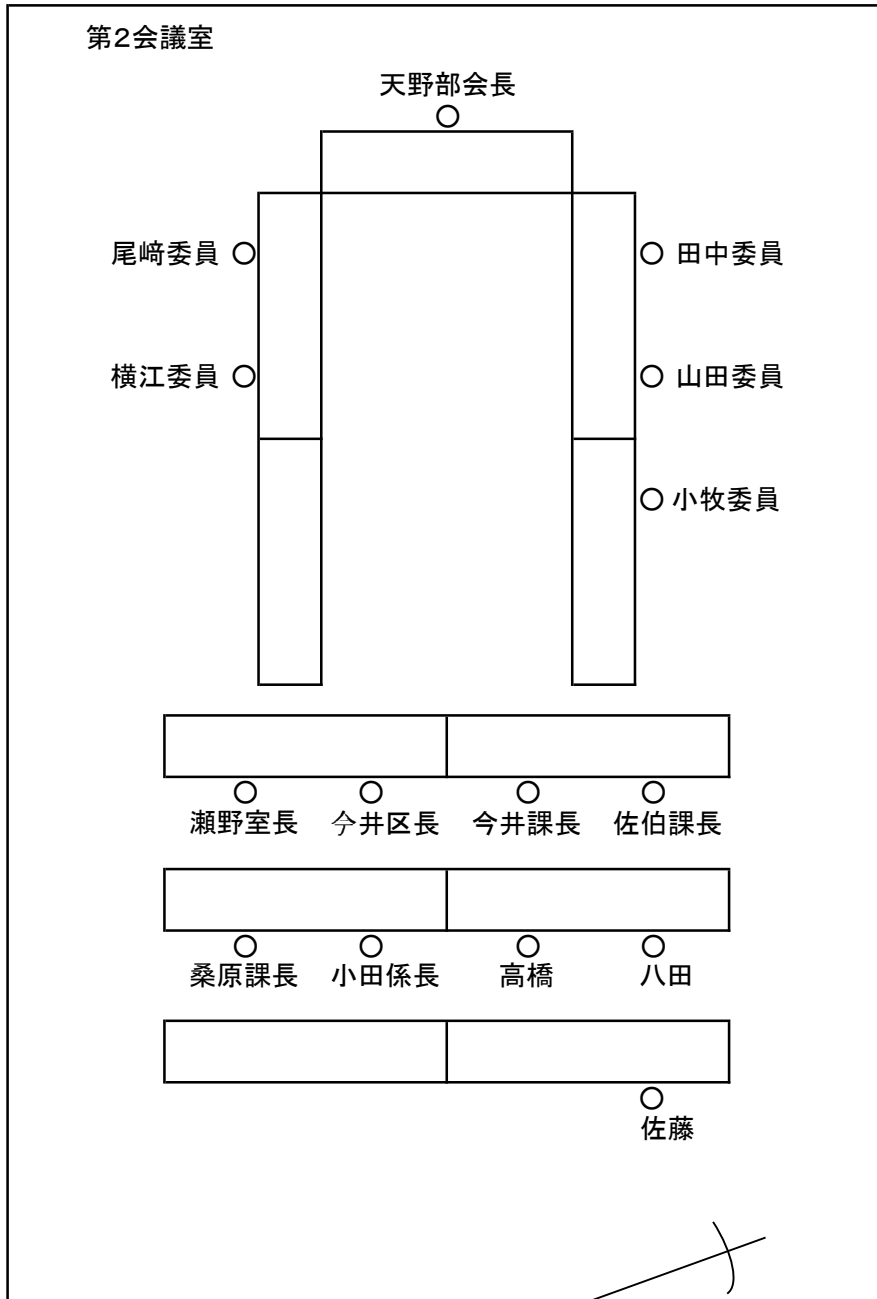 第2会議室
天野部会長
尾﨑委員 田中委員
横江委員 山田委員
小牧委員
瀬野室長 今井区長 今井課長 佐伯課長
桑原課長 小田係長 高橋 八田
佐藤